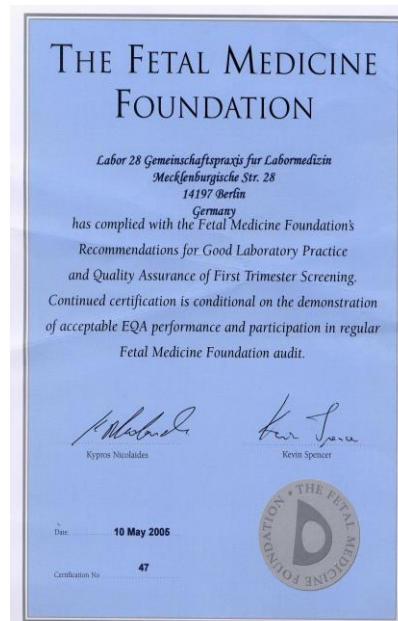 THE FETAL MEDICINE
FOUNDATION
Labor 28 Gemeinschaftspraxis fur Labormedizin
Mecklenburgische Str. 28
14197 Berlin
Germany
has complied with the Fetal Medicine Foundation's
Recommendations for Good Laboratory Practice
and Quality Assurance of First Trimester Screening.
Continued certification is conditional on the demonstration
of acceptable EQA performance and participation in regular
Fetal Medicine Foundation audit.
Kypros Nicolaides
Kevin Spencer
Date 10 May 2005
Certification No 47
THE FETAL MEDICINE FOUNDATION